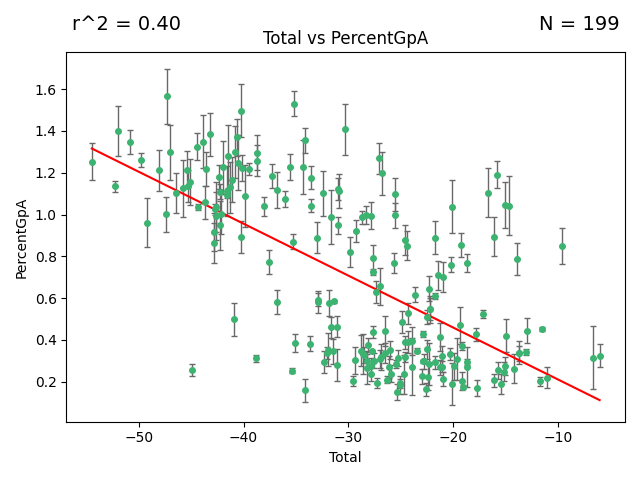 r^2 = 0.40
N = 199
Total vs PercentGpA
PercentGpA
1.6
1.4
1.2
1.0
0.8
0.6
0.4
0.2
−50
−40
−30
−20
−10
Total